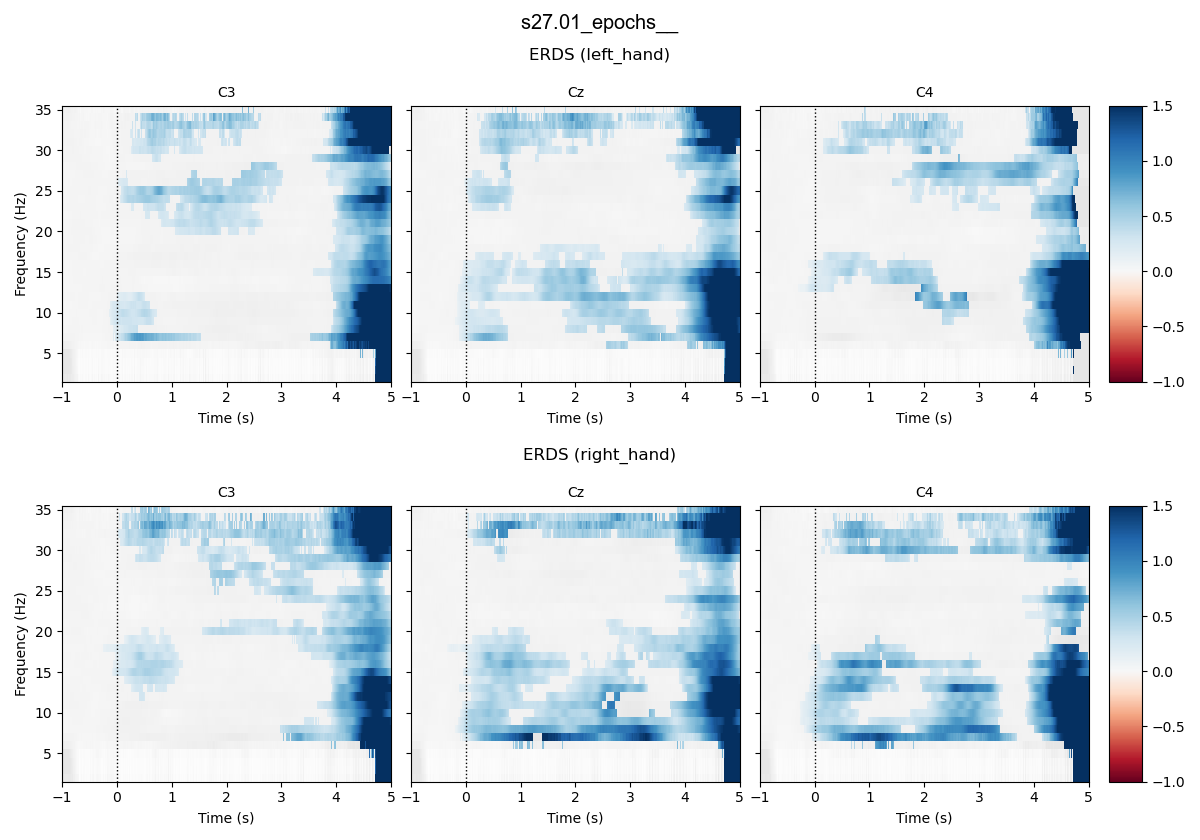 s27.01_epochs__
ERDS (left_hand)
C3 Cz C4
35
30
25
20
15
10
5
Frequency (Hz)
−1 0 1 2 3 4 5 −1 0 1 2 3 4 5 −1 0 1 2 3 4 5
Time (s) Time (s) Time (s)
1.5
1.0
0.5
0.0
−0.5
−1.0
ERDS (right_hand)
C3 Cz C4
35
30
25
20
15
10
5
Frequency (Hz)
−1 0 1 2 3 4 5 −1 0 1 2 3 4 5 −1 0 1 2 3 4 5
Time (s) Time (s) Time (s)
1.5
1.0
0.5
0.0
−0.5
−1.0